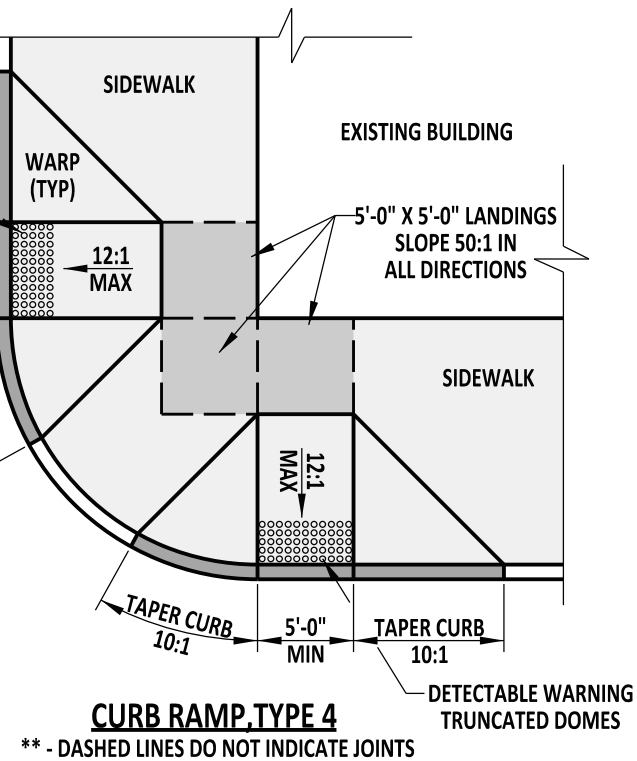 SIDEWALK
EXISTING BUILDING
WARP
(TYP)
5'-0" X 5'-0" LANDINGS
SLOPE 50:1 IN
ALL DIRECTIONS
12:1
MAX
SIDEWALK
12:1
MAX
TAPER CURB
10:1
5'-0"
MIN
TAPER CURB
10:1
DETECTABLE WARNING
TRUNCATED DOMES
CURB RAMP,TYPE 4
** - DASHED LINES DO NOT INDICATE JOINTS